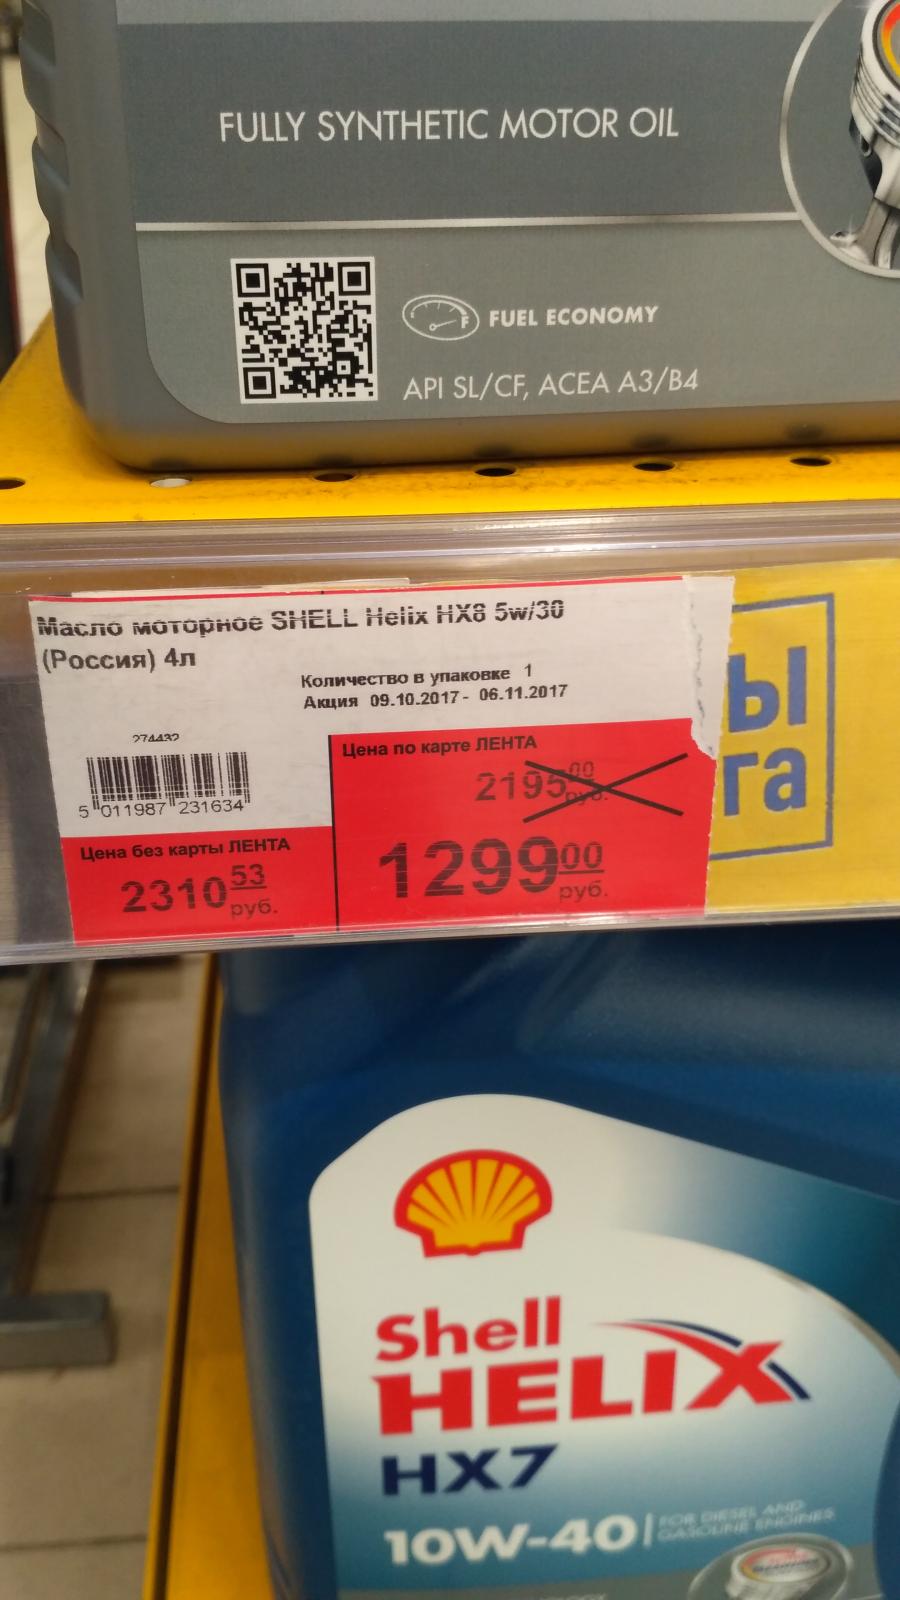 FULLY SYNTHETIC MOTOR OIL
FUEL ECONOMY
API SL/CF, ACEA A3/B4
Масло моторное SHELL Helix HX8 5w/30
(Россия) 4л
Количество в упаковке 1
Акция 09.10.2017 - 06.11.2017
274432
5 011987 231634
Цена по карте ЛЕНТА
2195 00 руб.
Цена без карты ЛЕНТА
2310 53 руб.
1299 00 руб.
ы
га
Shell
HELIX
HX7
10W-40
FOR DIESEL AND
GASOLINE ENGINES